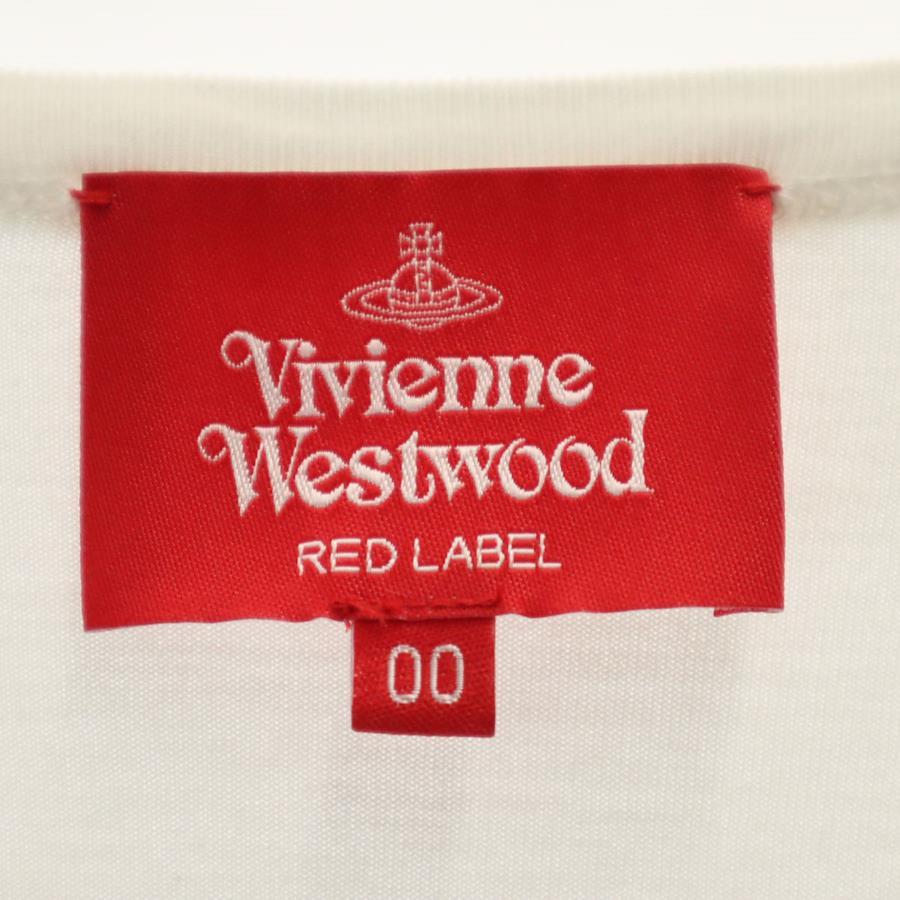 Vivienne
Westwood
RED LABEL
00